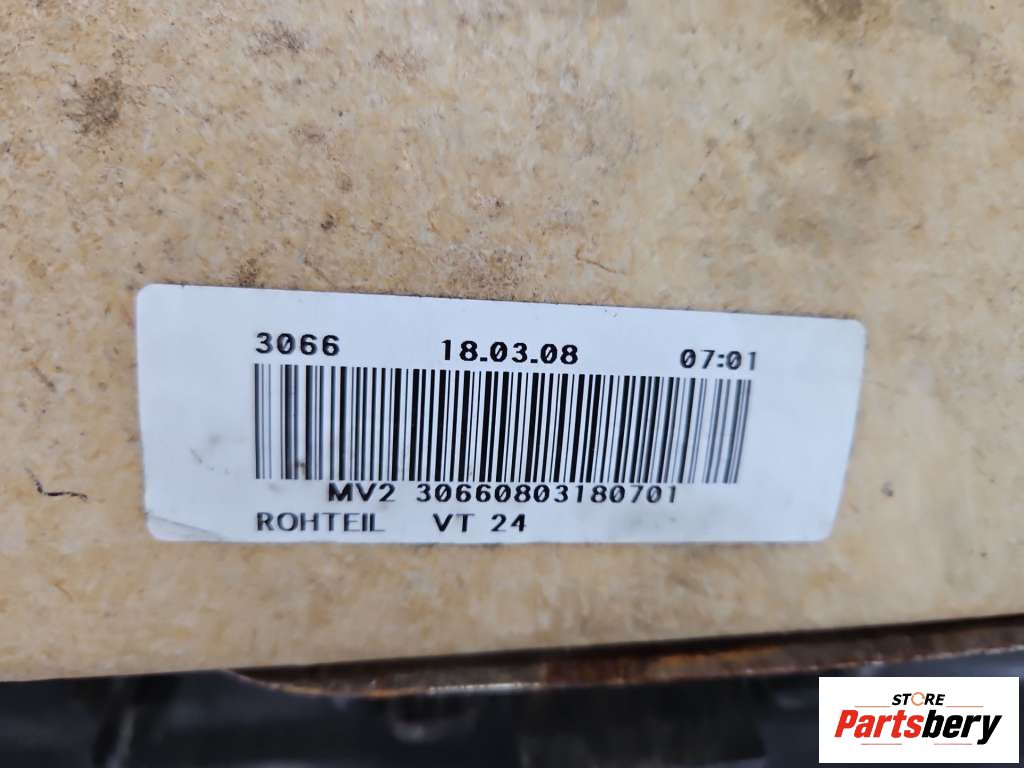 3066 18.03.08 07:01
MV2 30660803180701
ROHTEIL VT 24
STORE
Partsbery